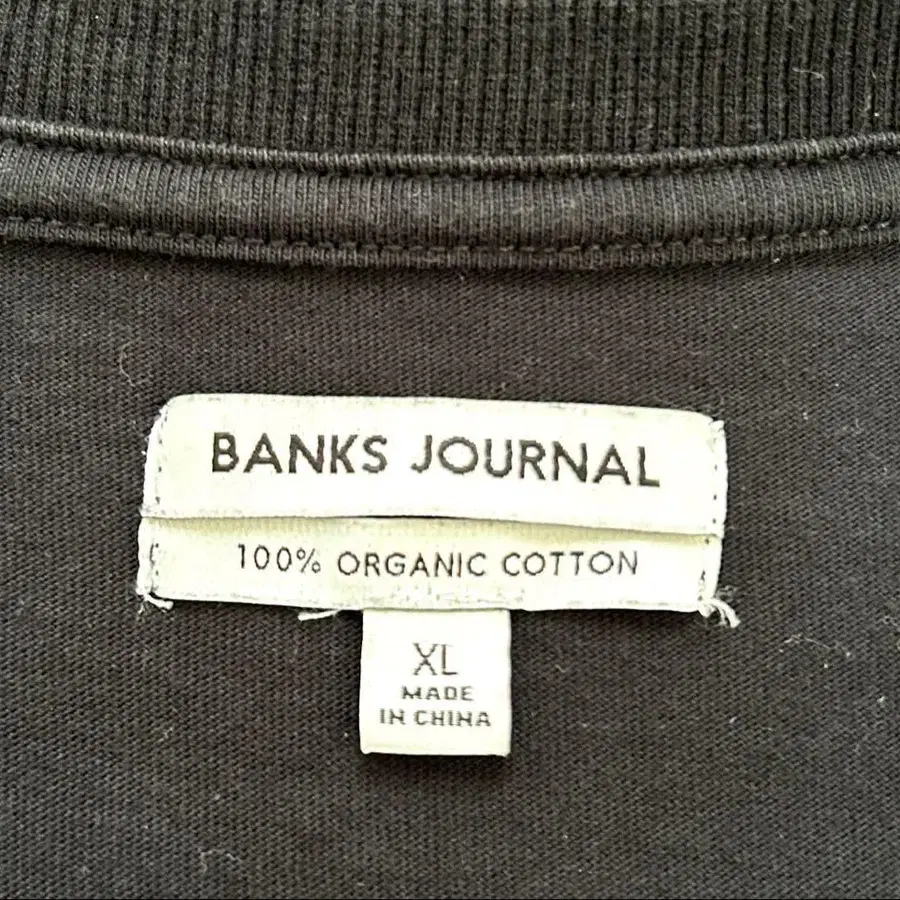 BANKS JOURNAL
100% ORGANIC COTTON
XL
MADE
IN CHINA